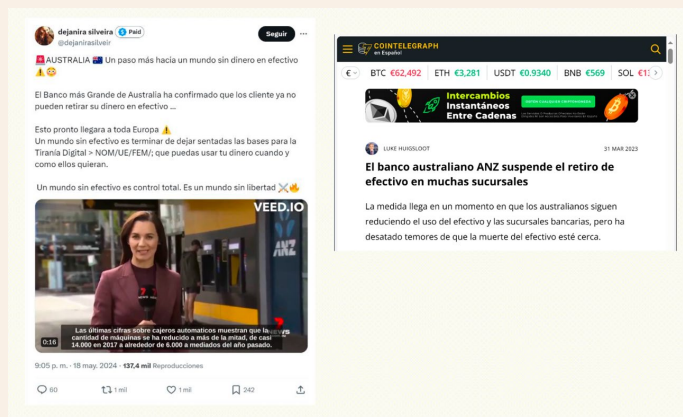 dejanira silveira Paid
@dejanirasilveir
Seguir
AUSTRALIA Un paso más hacia un mundo sin dinero en efectivo
El Banco más Grande de Australia ha confirmado que los cliente ya no
pueden retirar su dinero en efectivo ...
Esto pronto llegara a toda Europa
Un mundo sin efectivo es terminar de dejar sentadas las bases para la
Tiranía Digital > NOM/UE/FEM/; que puedas usar tu dinero cuando y
como ellos quieran.
Un mundo sin efectivo es control total. Es un mundo sin libertad
VEED.IO
ANZ
7
7NEWS
Las últimas cifras sobre cajeros automaticos muestran que la
cantidad de máquinas se ha reducido a más de la mitad, de casi
14.000 en 2017 a alrededor de 6.000 a mediados del año pasado.
0:16
9:05 p. m. · 18 may. 2024 · 137,4 mil Reproducciones
60 1 mil 1 mil 242
COINTELEGRAPH
en Español
€ BTC €62,492 ETH €3,281 USDT €0.9340 BNB €569 SOL
Intercambios
Instantáneos
Entre Cadenas
LUKE HUIGSLOOT 31 MAR 2023
El banco australiano ANZ suspende el retiro de
efectivo en muchas sucursales
La medida llega en un momento en que los australianos siguen
reduciendo el uso del efectivo y las sucursales bancarias, pero ha
desatado temores de que la muerte del efectivo esté cerca.